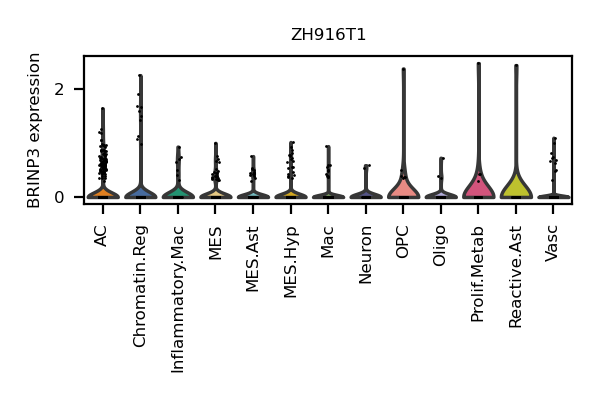 ZH916T1
BRINP3 expression
2
0
AC
Chromatin.Reg
Inflammatory.Mac
MES
MES.Ast
MES.Hyp
Mac
Neuron
OPC
Oligo
Prolif.Metab
Reactive.Ast
Vasc